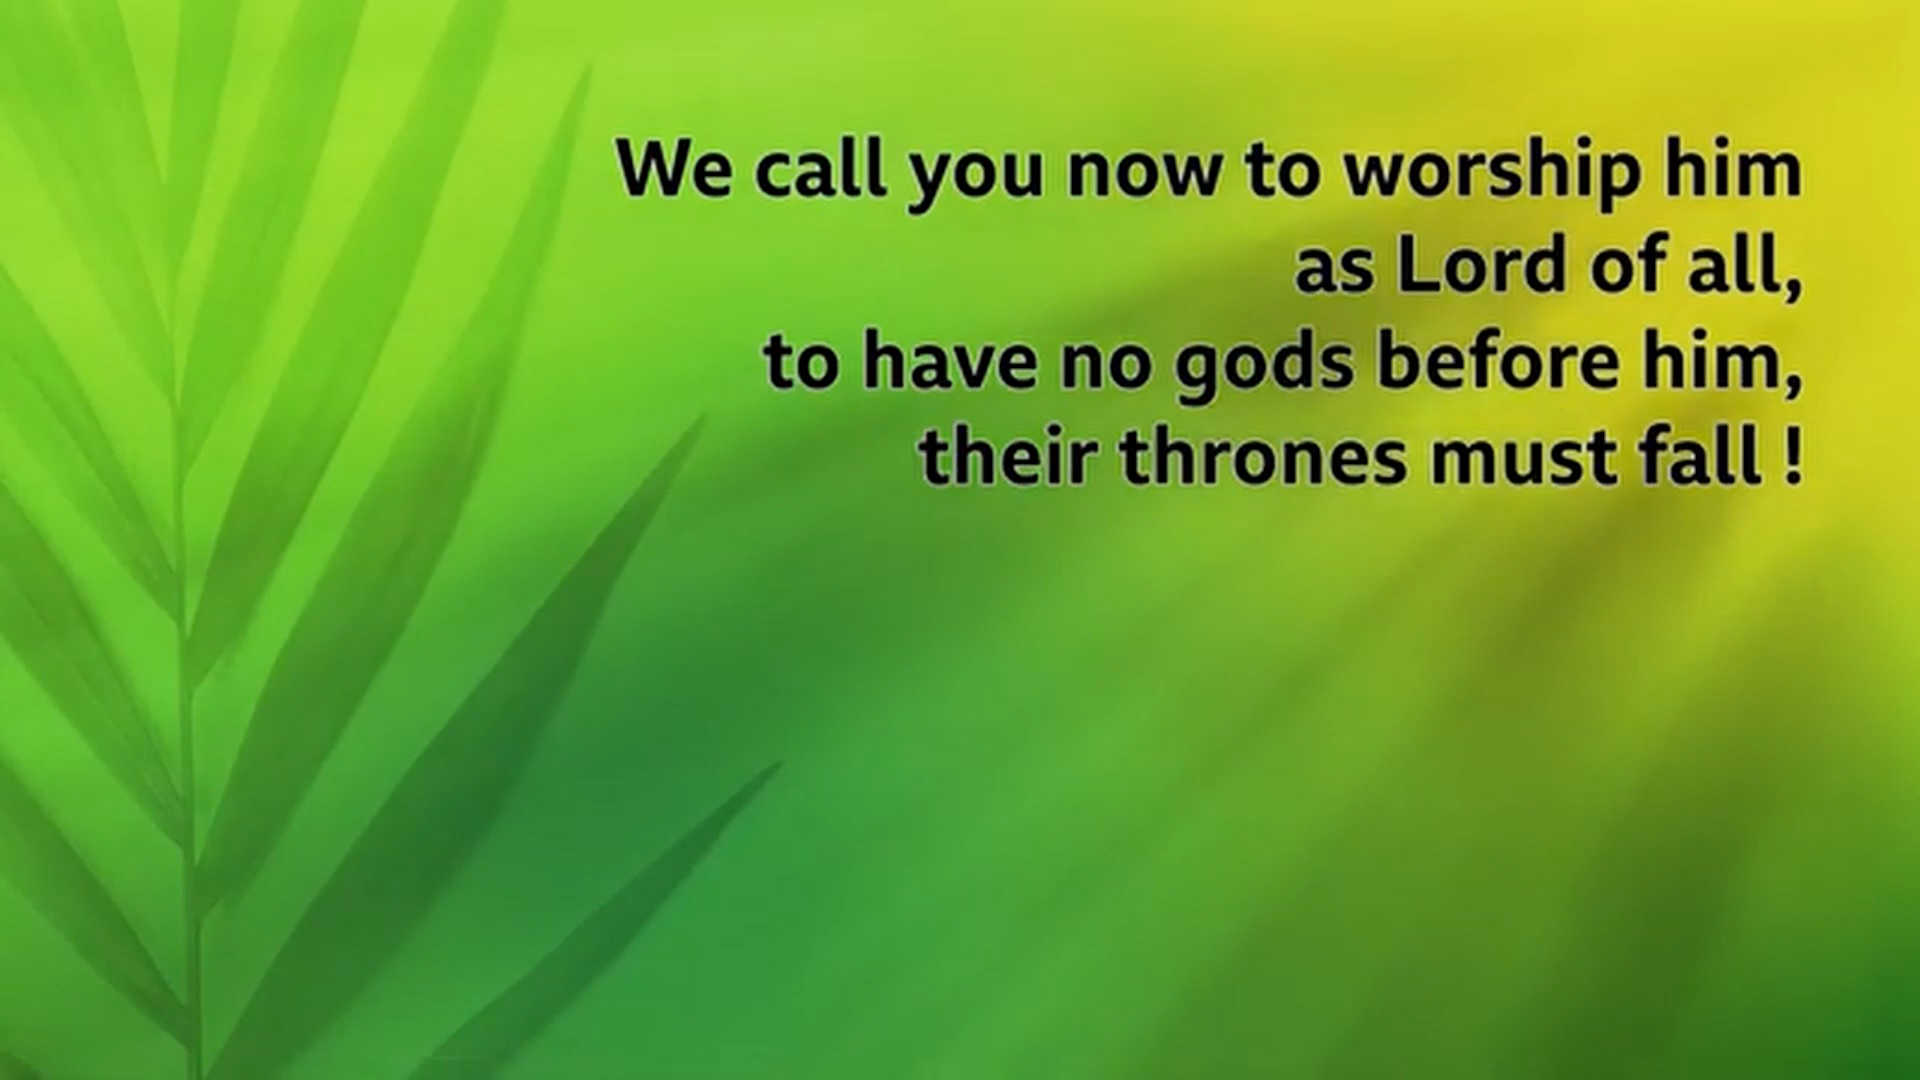 We call you now to worship him
as Lord of all,
to have no gods before him,
their thrones must fall !